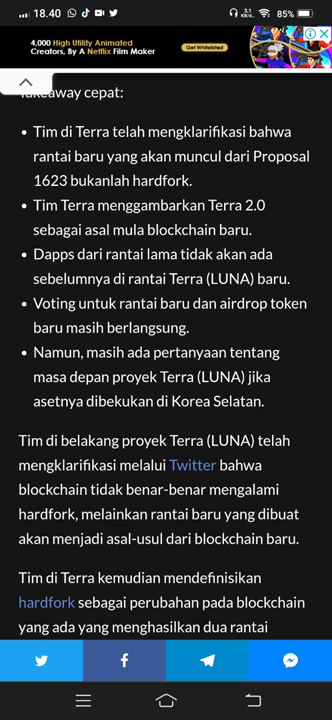 18.40
3.1
KB/S
85%
4,000 High Utility Animated
Creators, By A Netflix Film Maker
Get Whitelisted
Takeaway cepat:
• Tim di Terra telah mengklarifikasi bahwa
rantai baru yang akan muncul dari Proposal
1623 bukanlah hardfork.
• Tim Terra menggambarkan Terra 2.0
sebagai asal mula blockchain baru.
• Dapps dari rantai lama tidak akan ada
sebelumnya di rantai Terra (LUNA) baru.
• Voting untuk rantai baru dan airdrop token
baru masih berlangsung.
• Namun, masih ada pertanyaan tentang
masa depan proyek Terra (LUNA) jika
asetnya dibekukan di Korea Selatan.
Tim di belakang proyek Terra (LUNA) telah
mengklarifikasi melalui Twitter bahwa
blockchain tidak benar-benar mengalami
hardfork, melainkan rantai baru yang dibuat
akan menjadi asal-usul dari blockchain baru.
Tim di Terra kemudian mendefinisikan
hardfork sebagai perubahan pada blockchain
yang ada yang menghasilkan dua rantai